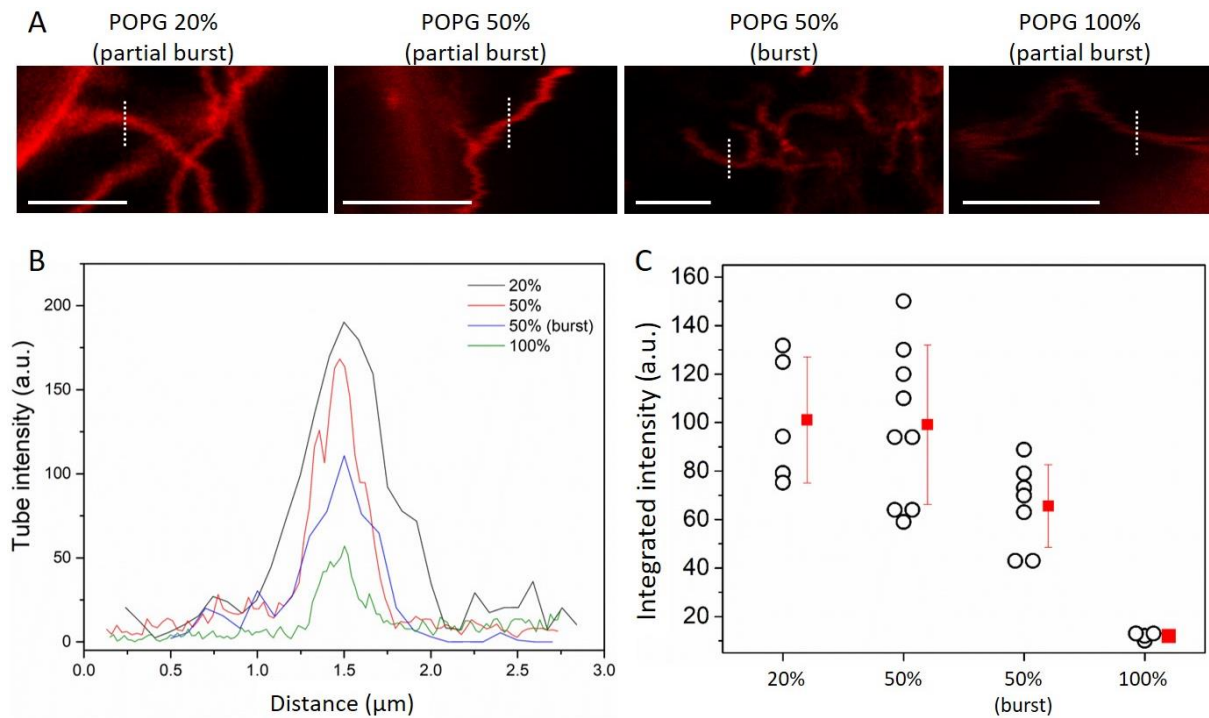 A
POPG 20%
(partial burst)
POPG 50%
(partial burst)
POPG 50%
(burst)
POPG 100%
(partial burst)
B
Tube intensity (a.u.)
200
150
100
50
0
20%
50%
50% (burst)
100%
0.0 0.5 1.0 1.5 2.0 2.5 3.0
Distance (µm)
C
Integrated intensity (a.u.)
160
140
120
100
80
60
40
20
20% 50% 50% 100%
(burst)